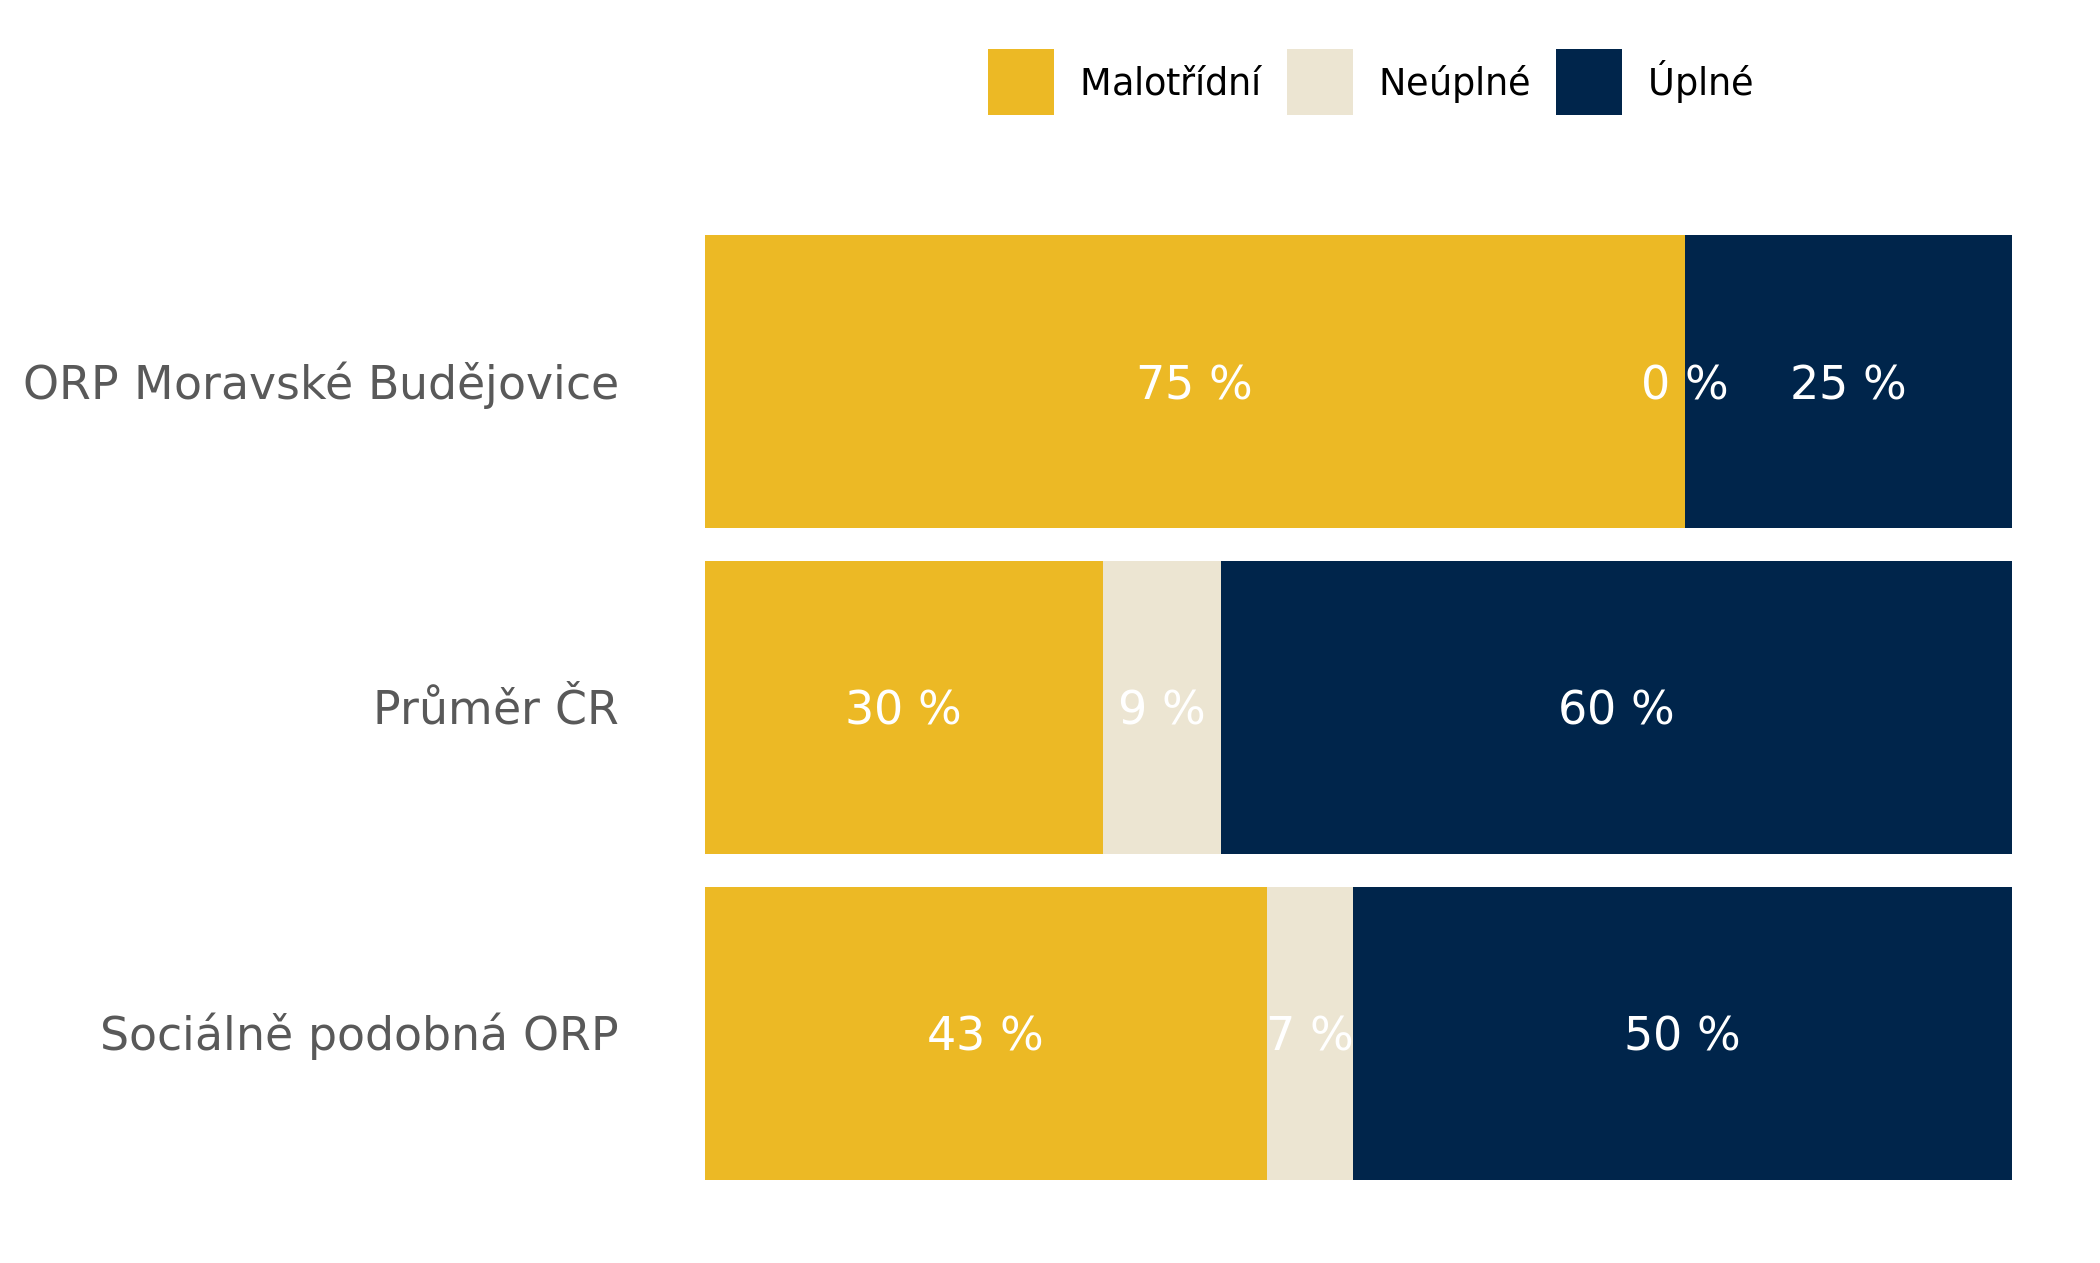 Malotřídní Neúplné Úplné
ORP Moravské Budějovice 75 % 0 % 25 %
Průměr ČR 30 % 9 % 60 %
Sociálně podobná ORP 43 % 7 % 50 %